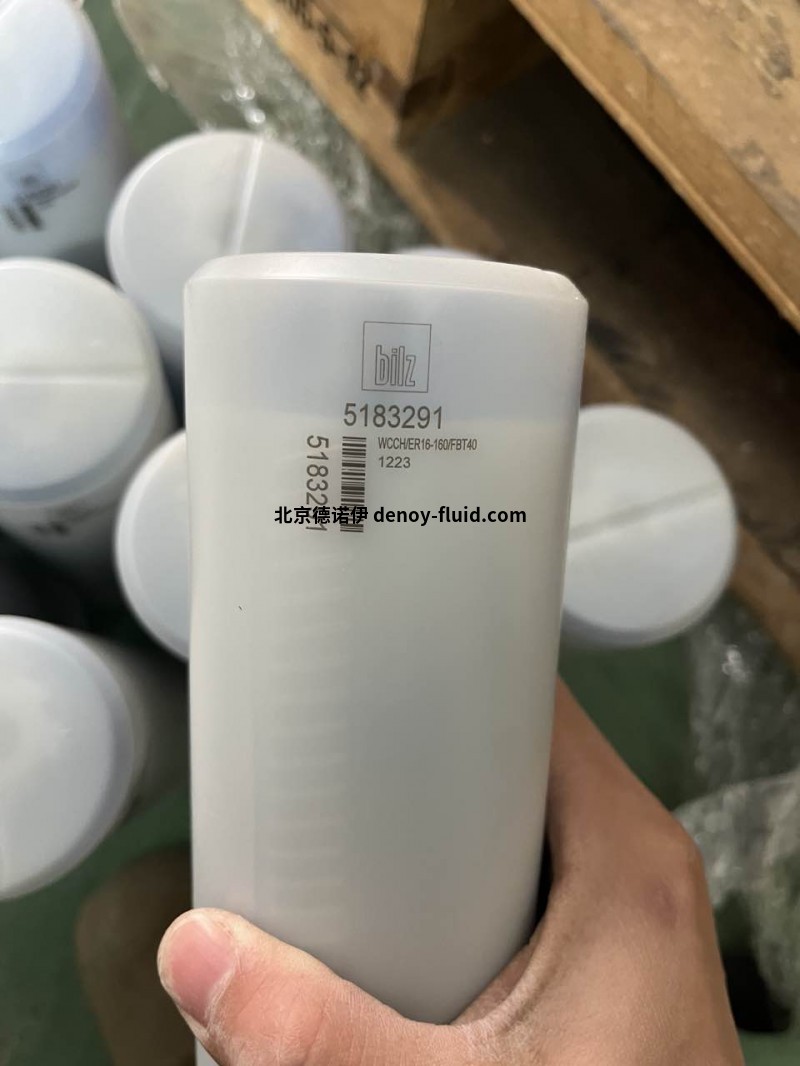 bilz
5183291
WCCH/ER16-160/FBT40
1223
5183291
北京德诺伊 denoy-fluid.com